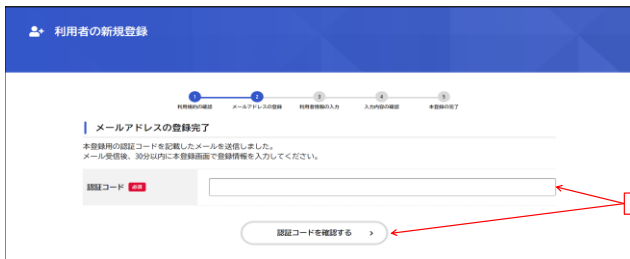 利用者の新規登録
1 2 3 4 5
利用規約の確認 メールアドレスの登録 利用者情報の入力 入力内容の確認 本登録の完了
メールアドレスの登録完了
本登録用の認証コードを記載したメールを送信しました。
メール受信後、30分以内に本登録画面で登録情報を入力してください。
認証コード 必須
認証コードを確認する >